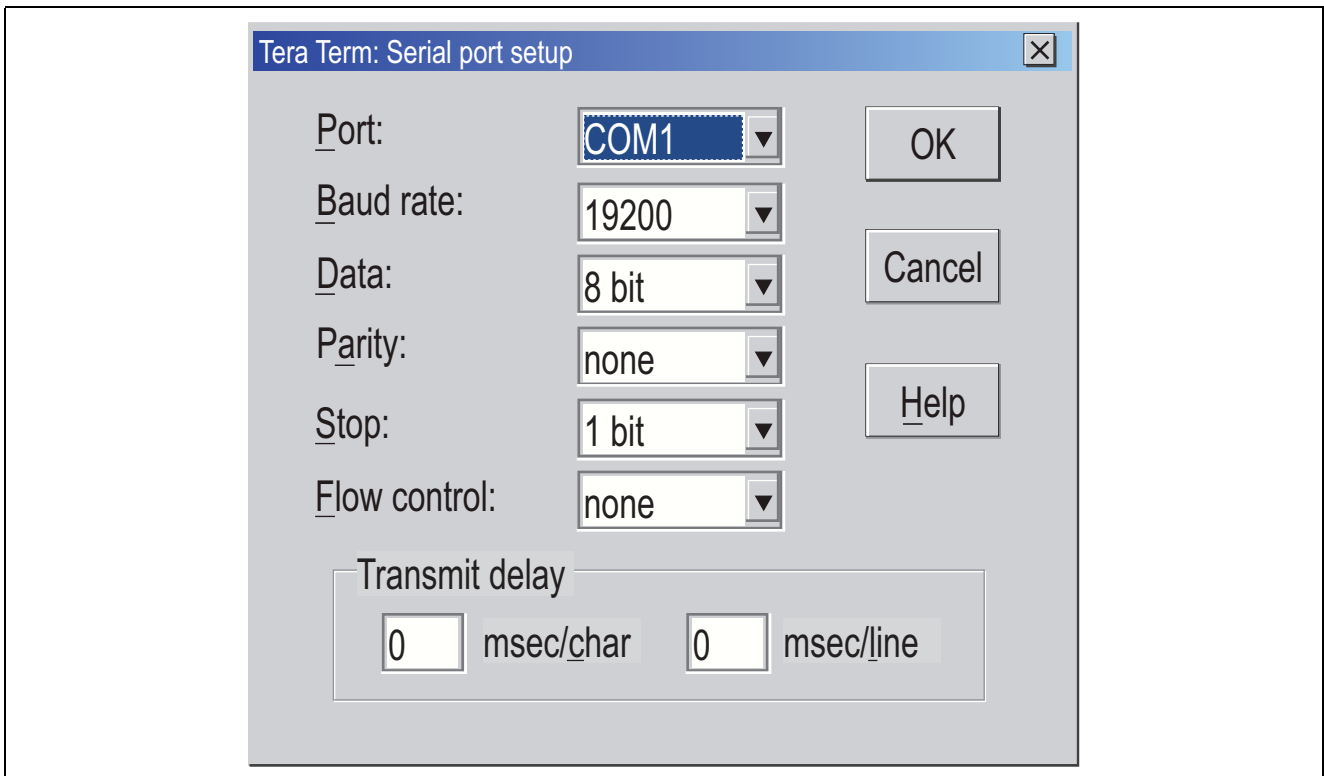 Tera Term: Serial port setup
Port: COM1 OK
Baud rate: 19200
Data: 8 bit Cancel
Parity: none
Stop: 1 bit Help
Flow control: none
Transmit delay
0 msec/char 0 msec/line